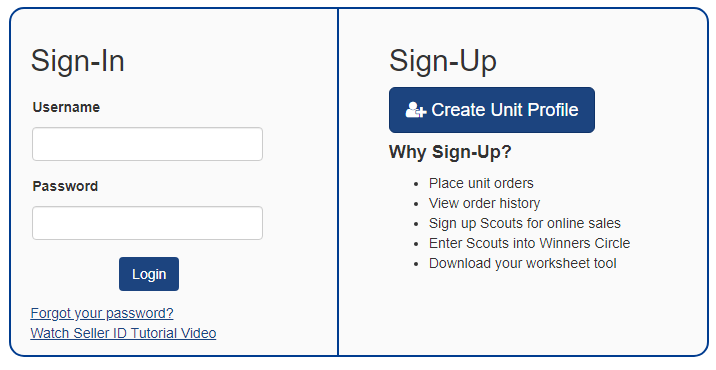 Sign-In
Username
Password
Login
Forgot your password?
Watch Seller ID Tutorial Video
Sign-Up
Create Unit Profile
Why Sign-Up?
Place unit orders
View order history
Sign up Scouts for online sales
Enter Scouts into Winners Circle
Download your worksheet tool